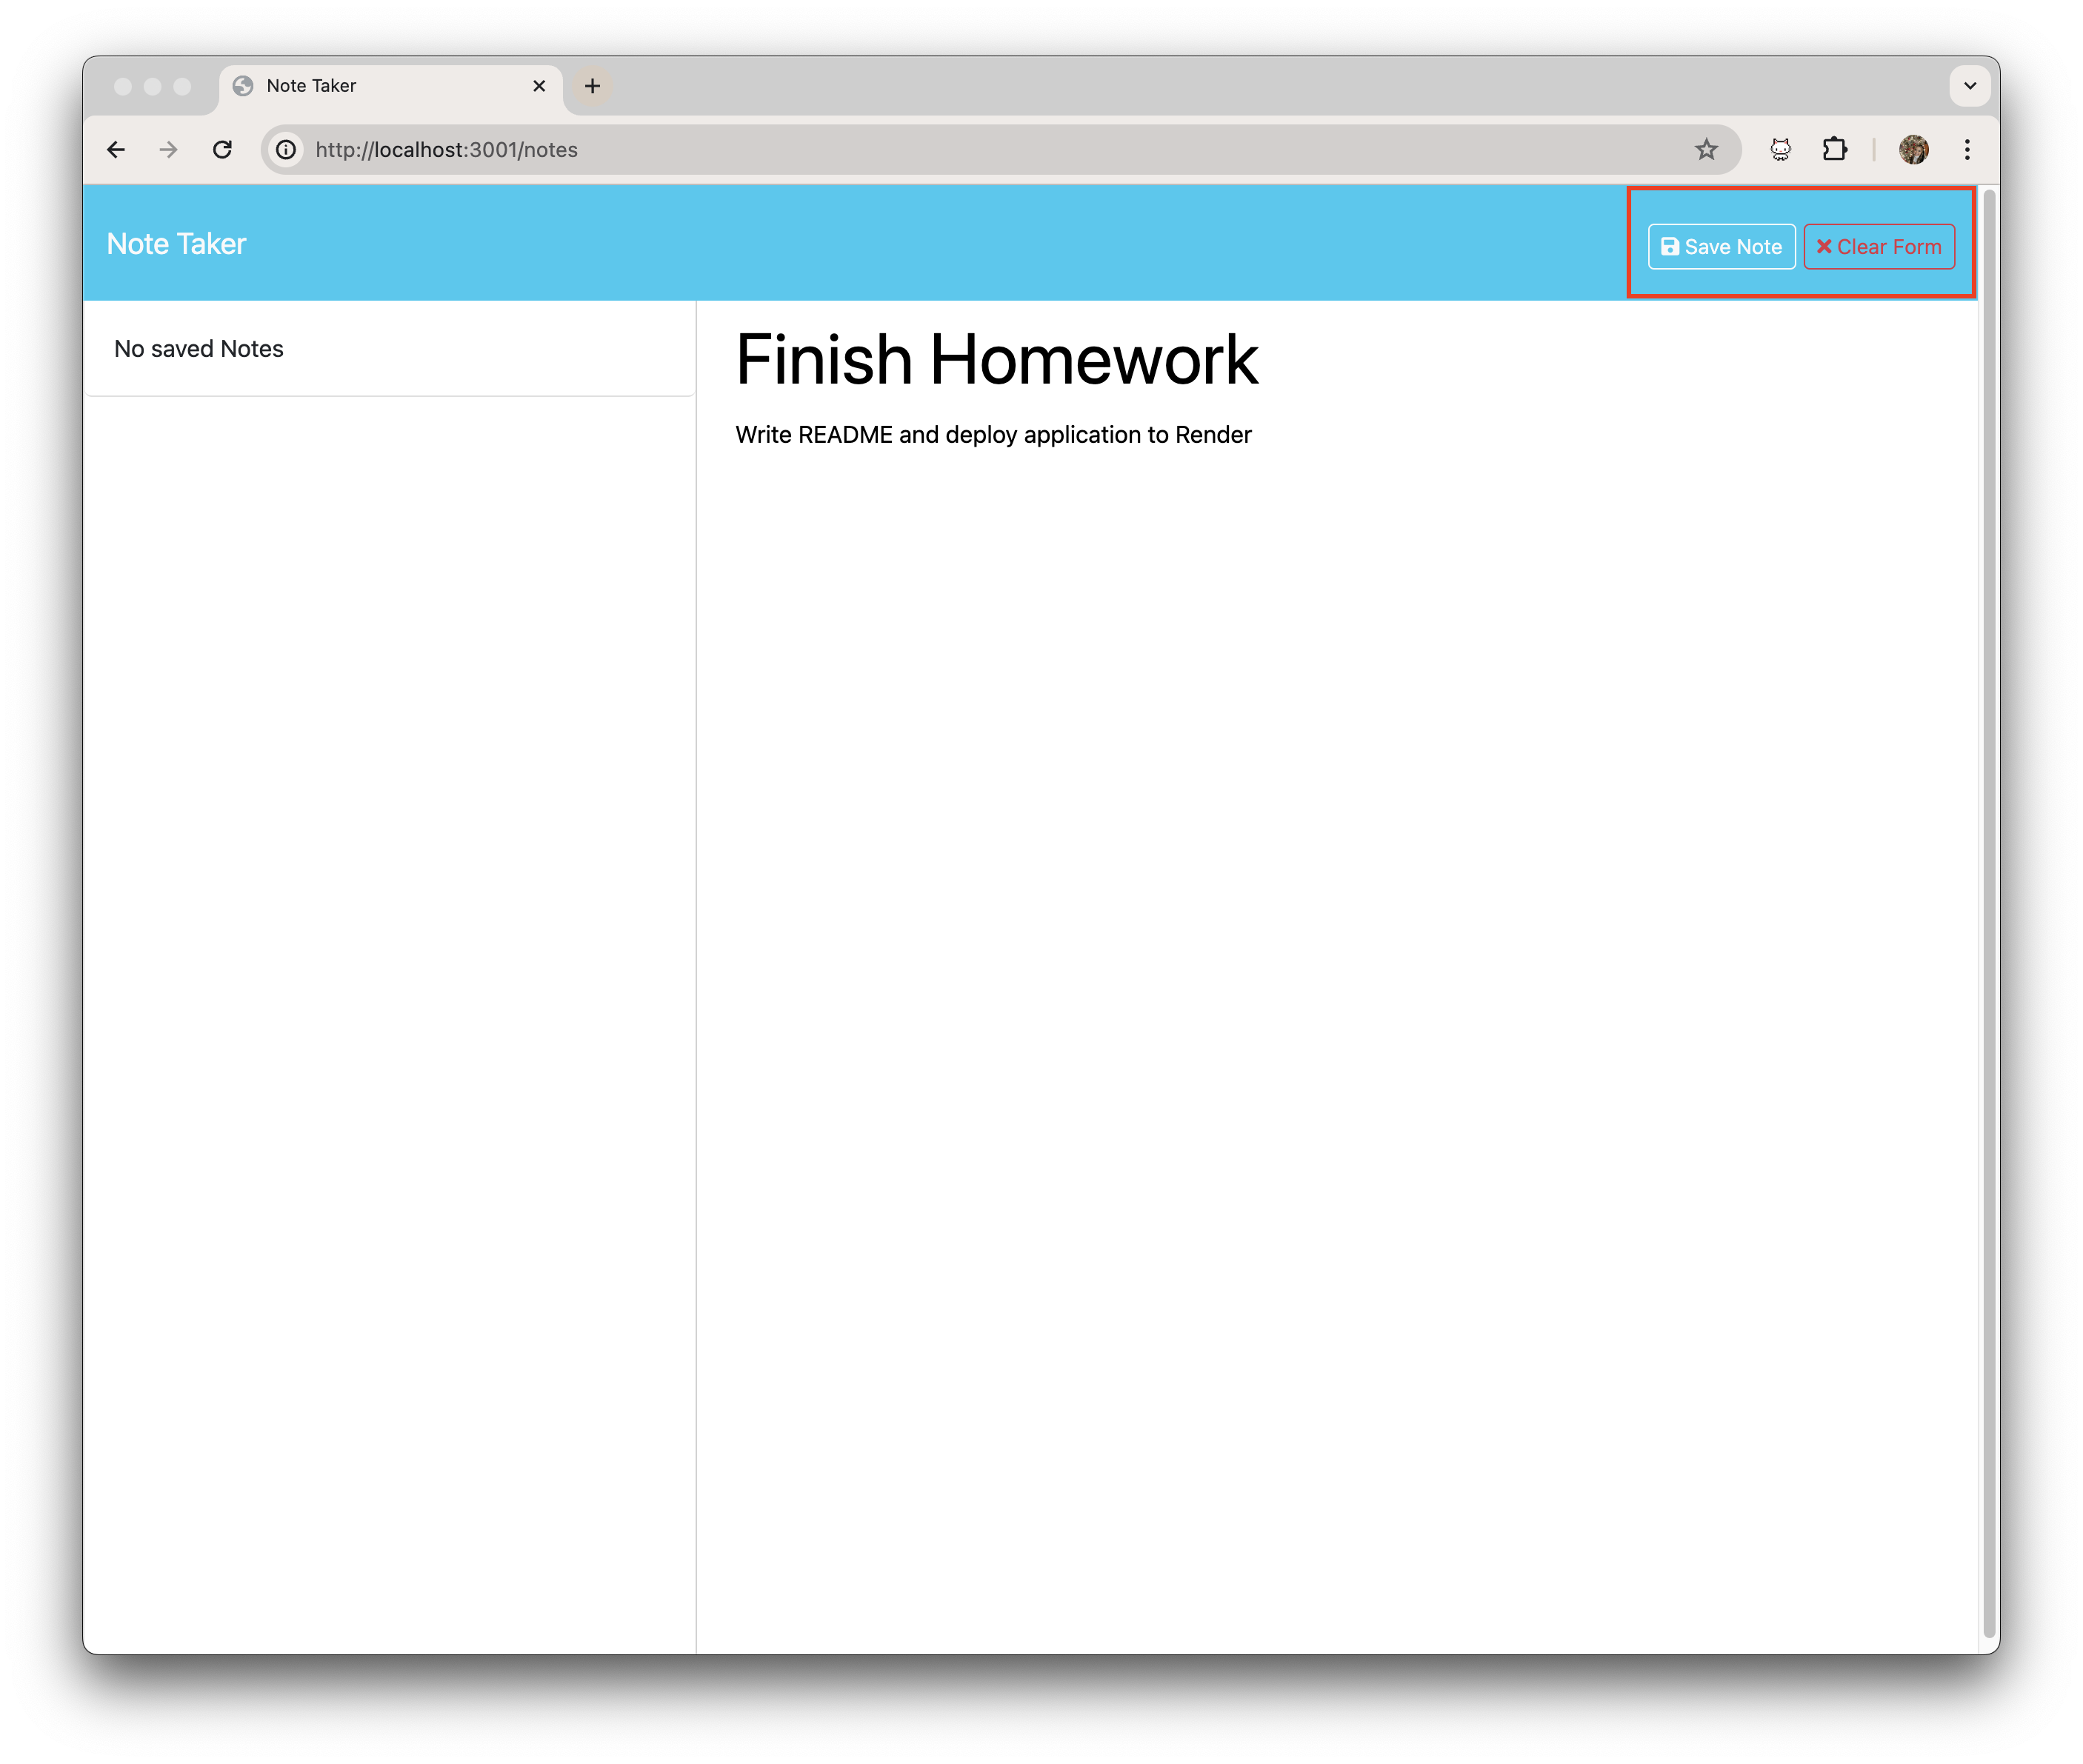 Note Taker
http://localhost:3001/notes
Note Taker
Save Note
Clear Form
No saved Notes
Finish Homework
Write README and deploy application to Render